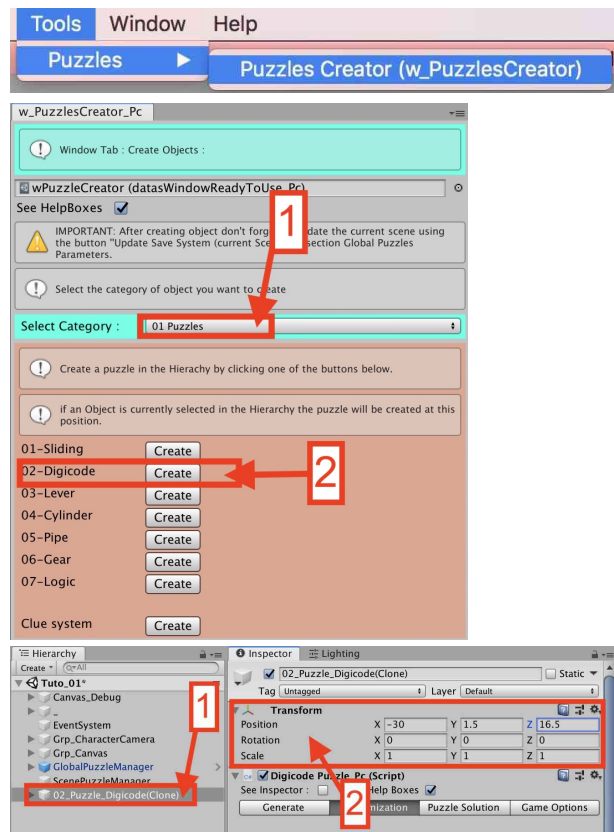 Tools Window Help
Puzzles
Puzzles Creator (w_PuzzlesCreator)
w_PuzzlesCreator_Pc
Window Tab : Create Objects :
wPuzzleCreator (datasWindowReadyToUse_Pc)
See HelpBoxes
1
IMPORTANT: After creating object don't date the current scene using
the button "Update Save System (current section Global Puzzles
Parameters.
Select the category of object you want to create
Select Category : 01 Puzzles
Create a puzzle in the Hierachy by clicking one of the buttons below.
if an Object is currently selected in the Hierarchy the puzzle will be created at this
position.
01-Sliding Create
02-Digicode Create
2
03-Lever Create
04-Cylinder Create
05-Pipe Create
06-Gear Create
07-Logic Create
Clue system Create
Hierarchy
Create All
Tuto_01*
Canvas_Debug
_
1
EventSystem
Grp_CharacterCamera
Grp_Canvas
GlobalPuzzleManager
ScenePuzzleManager
02_Puzzle_Digicode(Clone)
Inspector Lighting
02_Puzzle_Digicode(Clone) Static
Tag Untagged Layer Default
Transform
Position X -30 Y 1.5 Z 16.5
Rotation X 0 Y 0 Z 0
Scale X 1 Y 1 Z 1
Digicode Puzzle_Pc (Script)
See Inspector : Help Boxes
2
Generate Puzzle Solution Game Options